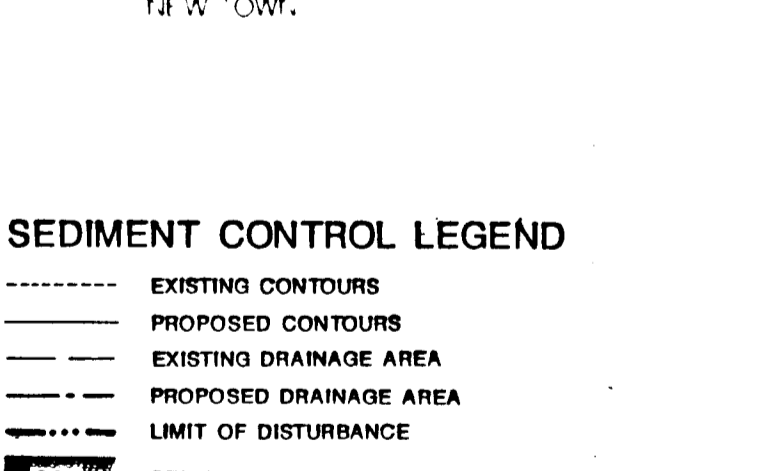 SEDIMENT CONTROL LEGEND
EXISTING CONTOURS
PROPOSED CONTOURS
EXISTING DRAINAGE AREA
PROPOSED DRAINAGE AREA
LIMIT OF DISTURBANCE